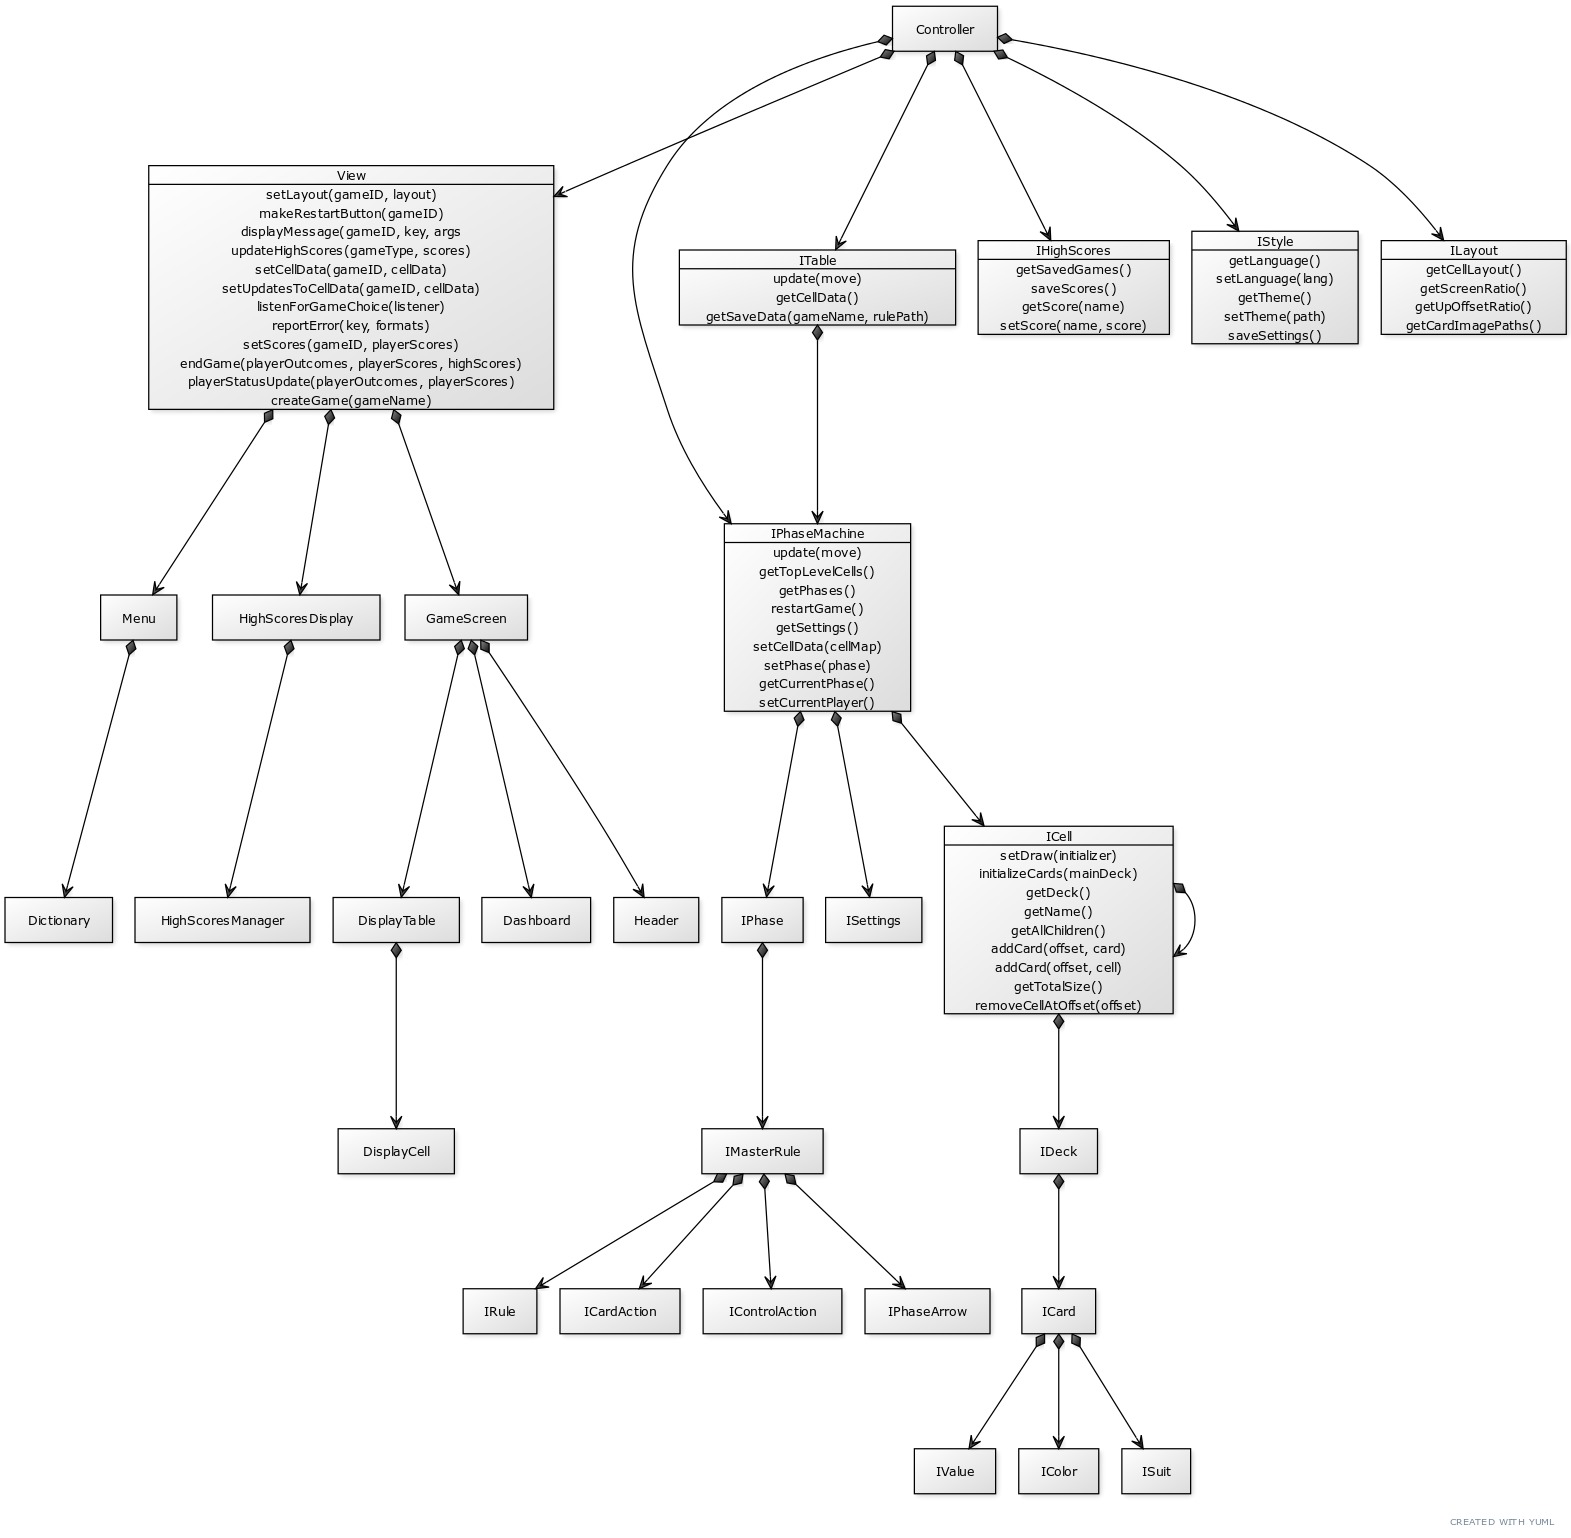 Controller
View
setLayout(gameID, layout)
makeRestartButton(gameID)
displayMessage(gameID, key, args
updateHighScores(gameType, scores)
setCellData(gameID, cellData)
setUpdatesToCellData(gameID, cellData)
listenForGameChoice(listener)
reportError(key, formats)
setScores(gameID, playerScores)
endGame(playerOutcomes, playerScores, highScores)
playerStatusUpdate(playerOutcomes, playerScores)
createGame(gameName)
ITable
update(move)
getCellData()
getSaveData(gameName, rulePath)
IHighScores
getSavedGames()
saveScores()
getScore(name)
setScore(name, score)
IStyle
getLanguage()
setLanguage(lang)
getTheme()
setTheme(path)
saveSettings()
ILayout
getCellLayout()
getScreenRatio()
getUpOffsetRatio()
getCardImagePaths()
IPhaseMachine
update(move)
getTopLevelCells()
getPhases()
restartGame()
getSettings()
setCellData(cellMap)
setPhase(phase)
getCurrentPhase()
setCurrentPlayer()
Menu
HighScoresDisplay
GameScreen
ICell
setDraw(initializer)
initializeCards(mainDeck)
getDeck()
getName()
getAllChildren()
addCard(offset, card)
addCard(offset, cell)
getTotalSize()
removeCellAtOffset(offset)
Dictionary
HighScoresManager
DisplayTable
Dashboard
Header
IPhase
ISettings
DisplayCell
IMasterRule
IDeck
IRule
ICardAction
IControlAction
IPhaseArrow
ICard
IValue
IColor
ISuit
CREATED WITH YUML